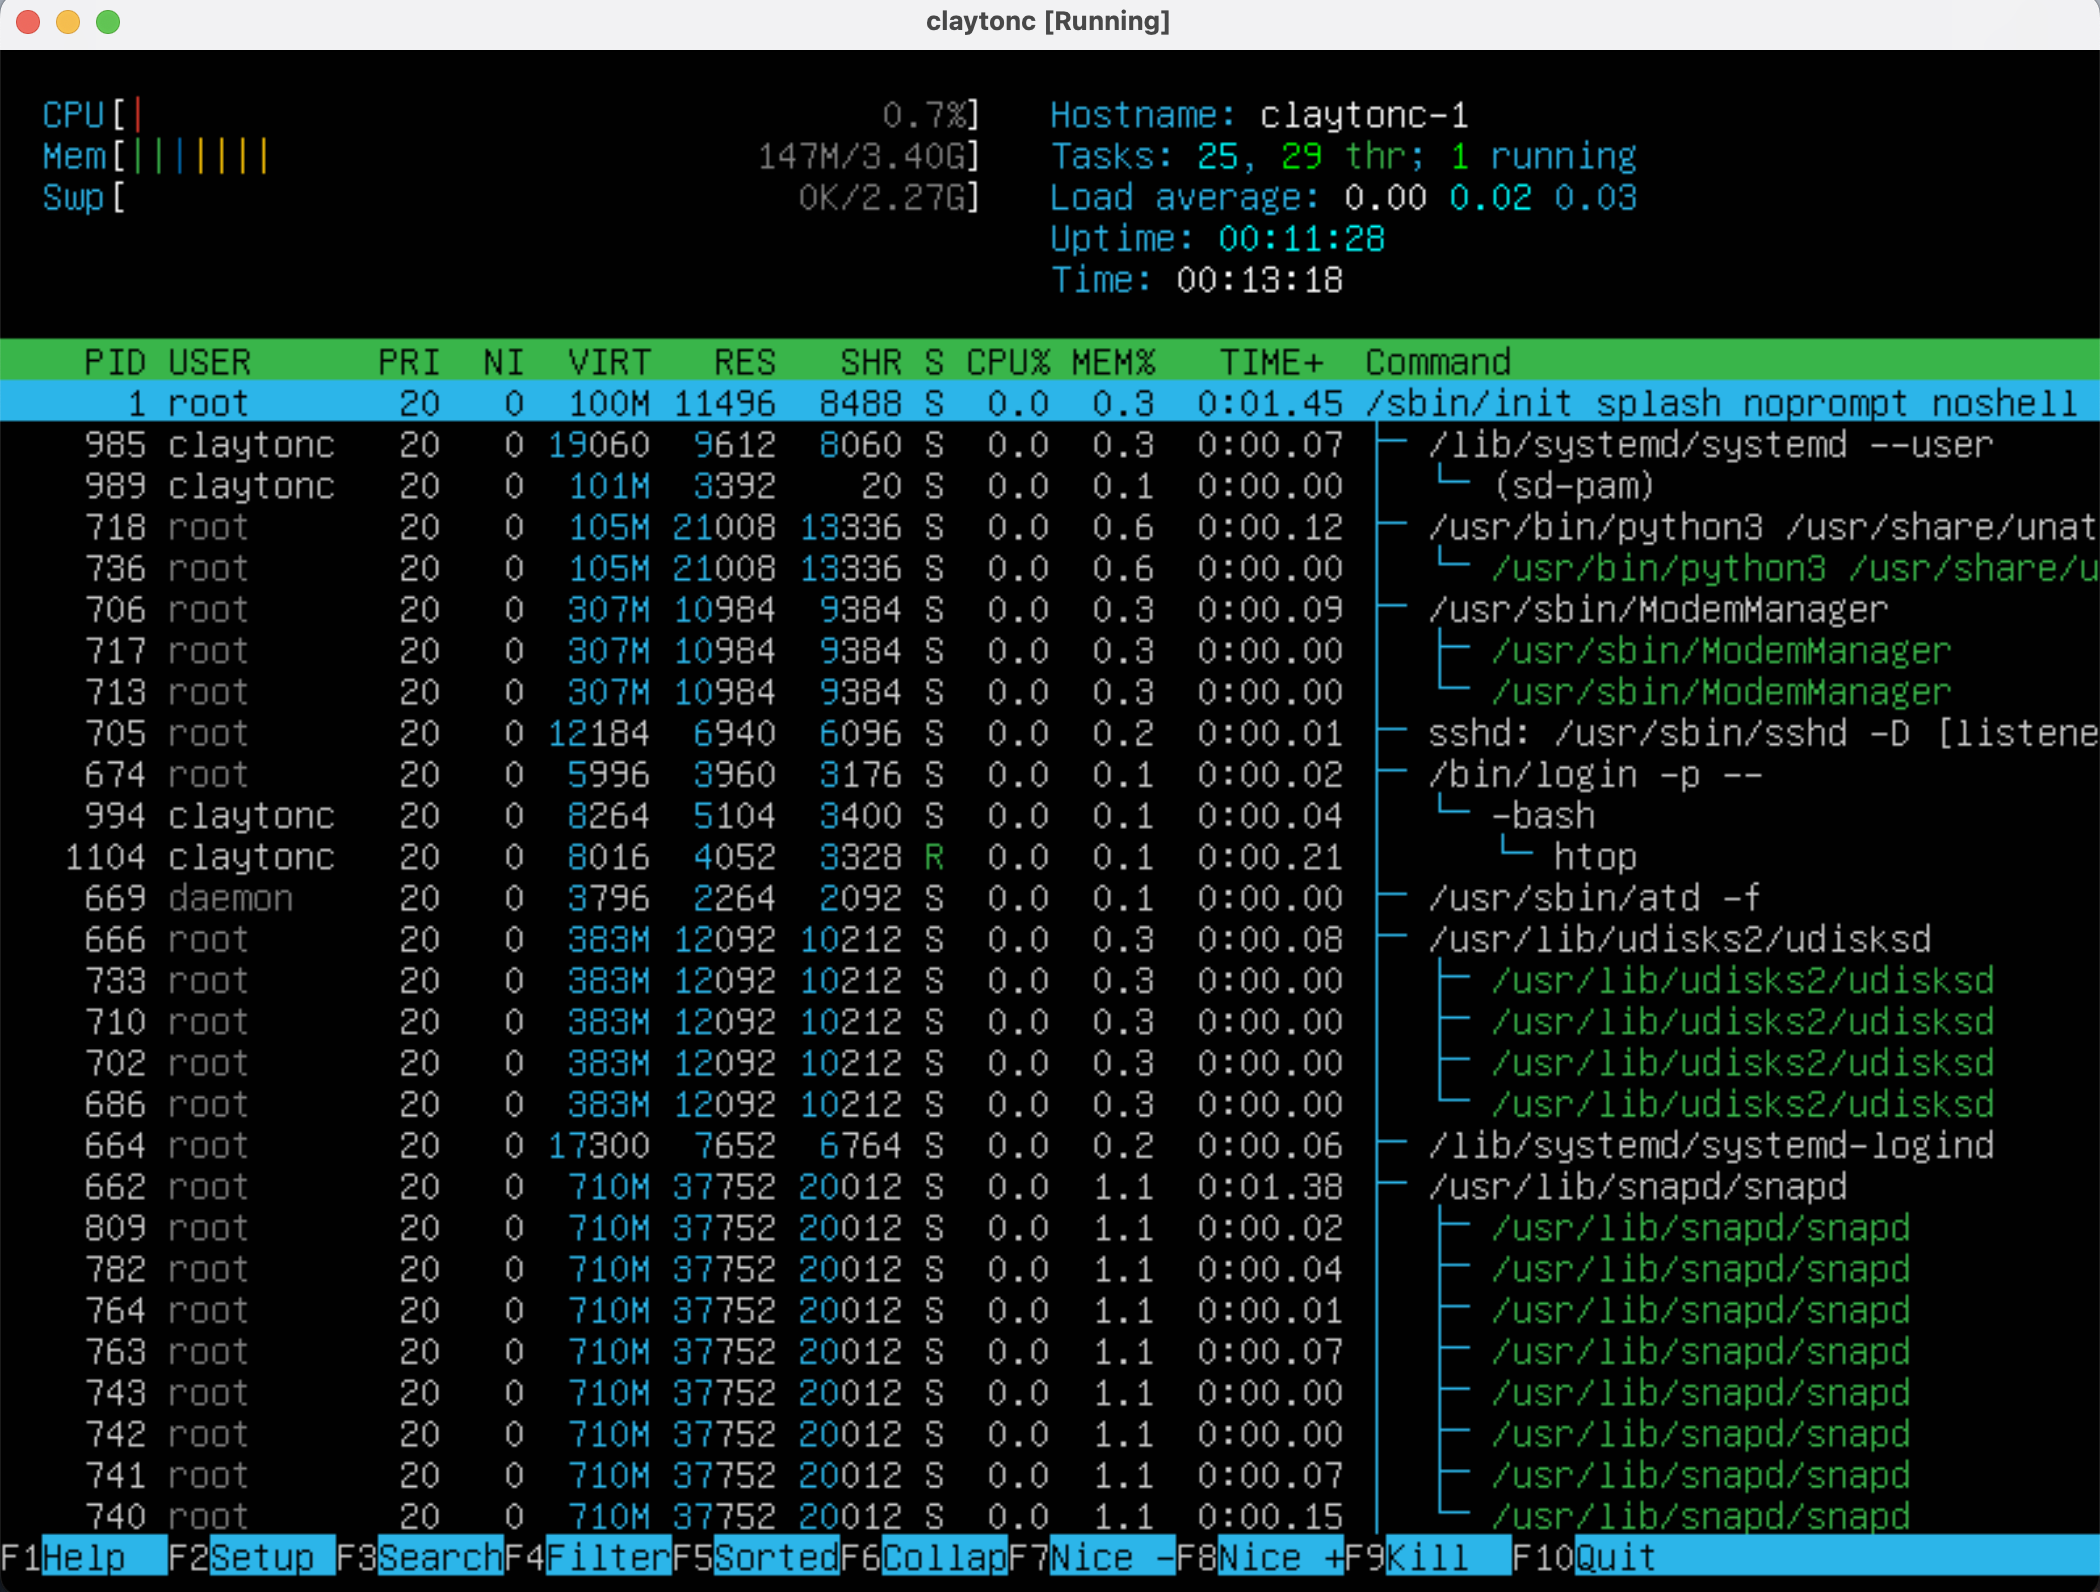 claytonc [Running]
CPU[| 0.7%] Hostname: claytonc-1
Mem[||||||| 147M/3.40G] Tasks: 25, 29 thr; 1 running
Swp[ 0K/2.27G] Load average: 0.00 0.02 0.03
Uptime: 00:11:28
Time: 00:13:18
PID USER PRI NI VIRT RES SHR S CPU% MEM% TIME+ Command
1 root 20 0 100M 11496 8488 S 0.0 0.3 0:01.45 /sbin/init splash noprompt noshell
985 claytonc 20 0 19060 9612 8060 S 0.0 0.3 0:00.07 ├─ /lib/systemd/systemd --user
989 claytonc 20 0 101M 3392 20 S 0.0 0.1 0:00.00 │ └─ (sd-pam)
718 root 20 0 105M 21008 13336 S 0.0 0.6 0:00.12 ├─ /usr/bin/python3 /usr/share/unat
736 root 20 0 105M 21008 13336 S 0.0 0.6 0:00.00 │ └─ /usr/bin/python3 /usr/share/u
706 root 20 0 307M 10984 9384 S 0.0 0.3 0:00.09 ├─ /usr/sbin/ModemManager
717 root 20 0 307M 10984 9384 S 0.0 0.3 0:00.00 │ ├─ /usr/sbin/ModemManager
713 root 20 0 307M 10984 9384 S 0.0 0.3 0:00.00 │ └─ /usr/sbin/ModemManager
705 root 20 0 12184 6940 6096 S 0.0 0.2 0:00.01 ├─ sshd: /usr/sbin/sshd -D [listene
674 root 20 0 5996 3960 3176 S 0.0 0.1 0:00.02 ├─ /bin/login -p --
994 claytonc 20 0 8264 5104 3400 S 0.0 0.1 0:00.04 │ └─ -bash
1104 claytonc 20 0 8016 4052 3328 R 0.0 0.1 0:00.21 │ └─ htop
669 daemon 20 0 3796 2264 2092 S 0.0 0.1 0:00.00 ├─ /usr/sbin/atd -f
666 root 20 0 383M 12092 10212 S 0.0 0.3 0:00.08 ├─ /usr/lib/udisks2/udisksd
733 root 20 0 383M 12092 10212 S 0.0 0.3 0:00.00 │ ├─ /usr/lib/udisks2/udisksd
710 root 20 0 383M 12092 10212 S 0.0 0.3 0:00.00 │ ├─ /usr/lib/udisks2/udisksd
702 root 20 0 383M 12092 10212 S 0.0 0.3 0:00.00 │ ├─ /usr/lib/udisks2/udisksd
686 root 20 0 383M 12092 10212 S 0.0 0.3 0:00.00 │ └─ /usr/lib/udisks2/udisksd
664 root 20 0 17300 7652 6764 S 0.0 0.2 0:00.06 ├─ /lib/systemd/systemd-logind
662 root 20 0 710M 37752 20012 S 0.0 1.1 0:01.38 ├─ /usr/lib/snapd/snapd
809 root 20 0 710M 37752 20012 S 0.0 1.1 0:00.02 │ ├─ /usr/lib/snapd/snapd
782 root 20 0 710M 37752 20012 S 0.0 1.1 0:00.04 │ ├─ /usr/lib/snapd/snapd
764 root 20 0 710M 37752 20012 S 0.0 1.1 0:00.01 │ ├─ /usr/lib/snapd/snapd
763 root 20 0 710M 37752 20012 S 0.0 1.1 0:00.07 │ ├─ /usr/lib/snapd/snapd
743 root 20 0 710M 37752 20012 S 0.0 1.1 0:00.00 │ ├─ /usr/lib/snapd/snapd
742 root 20 0 710M 37752 20012 S 0.0 1.1 0:00.00 │ ├─ /usr/lib/snapd/snapd
741 root 20 0 710M 37752 20012 S 0.0 1.1 0:00.07 │ ├─ /usr/lib/snapd/snapd
740 root 20 0 710M 37752 20012 S 0.0 1.1 0:00.15 │ └─ /usr/lib/snapd/snapd
F1Help F2Setup F3SearchF4FilterF5SortedF6CollapF7Nice -F8Nice +F9Kill F10Quit